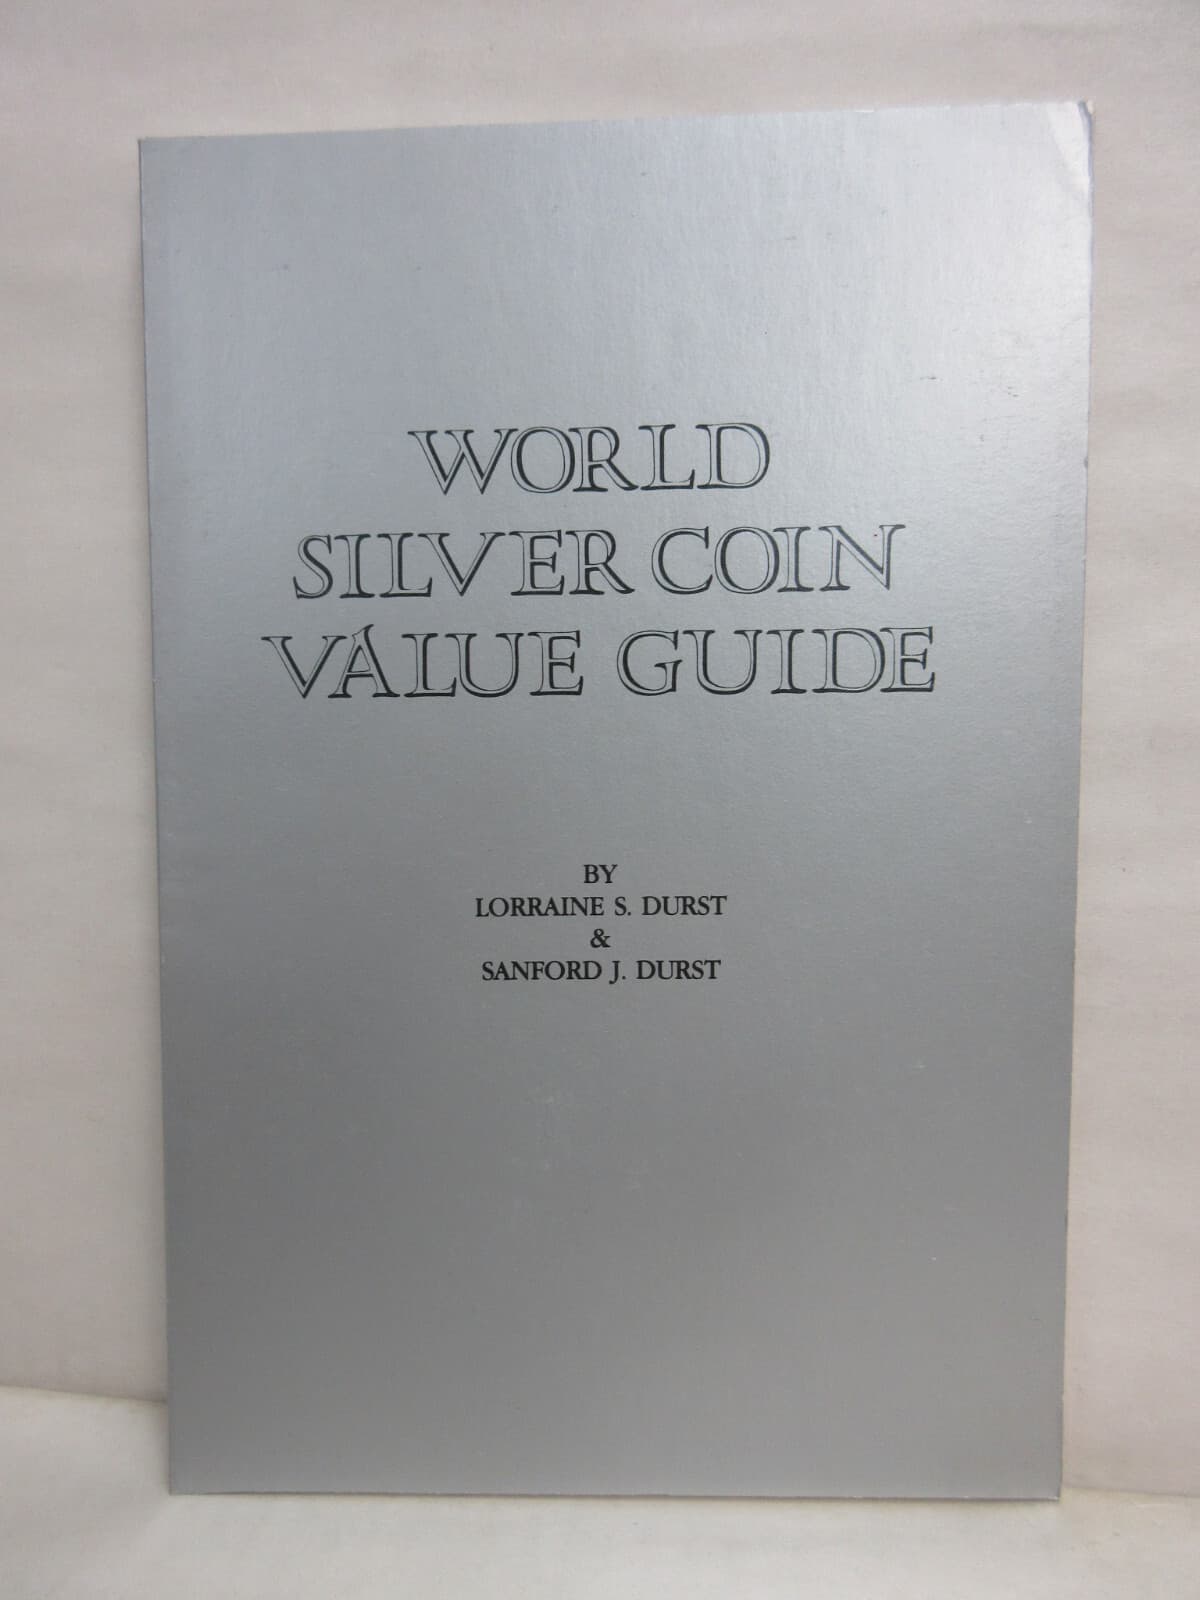 WORLD
SILVER COIN
VALUE GUIDE
BY
LORRAINE S. DURST
&
SANFORD J. DURST